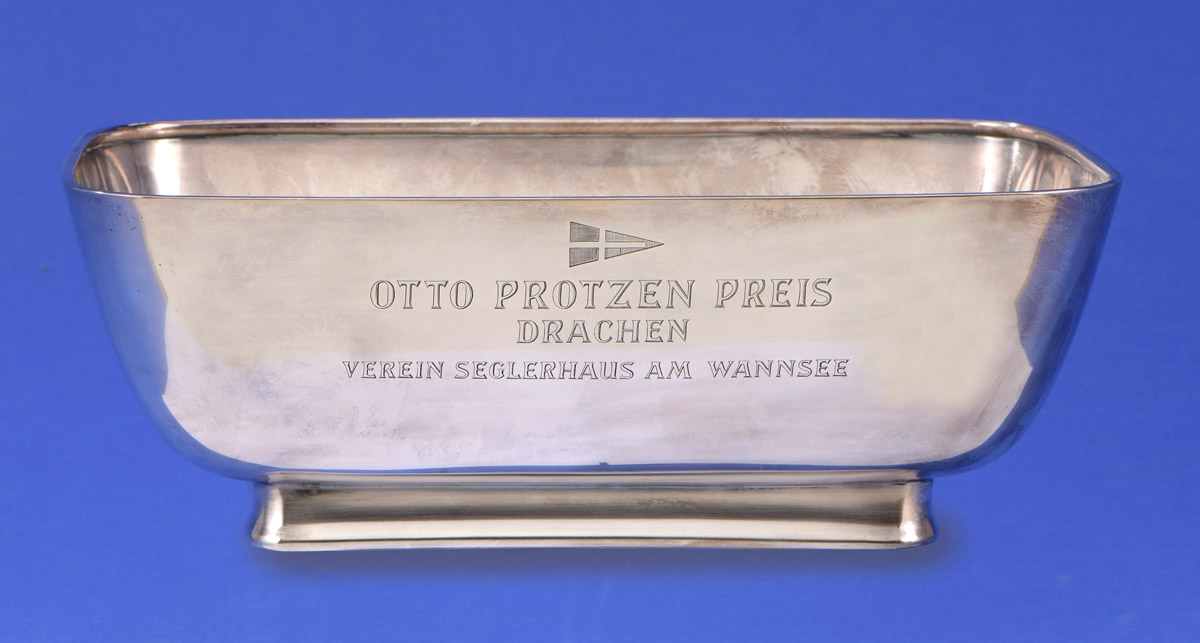 OTTO PROTZEN PREIS
DRACHEN
VEREIN SEGLERHAUS AM WANNSEE